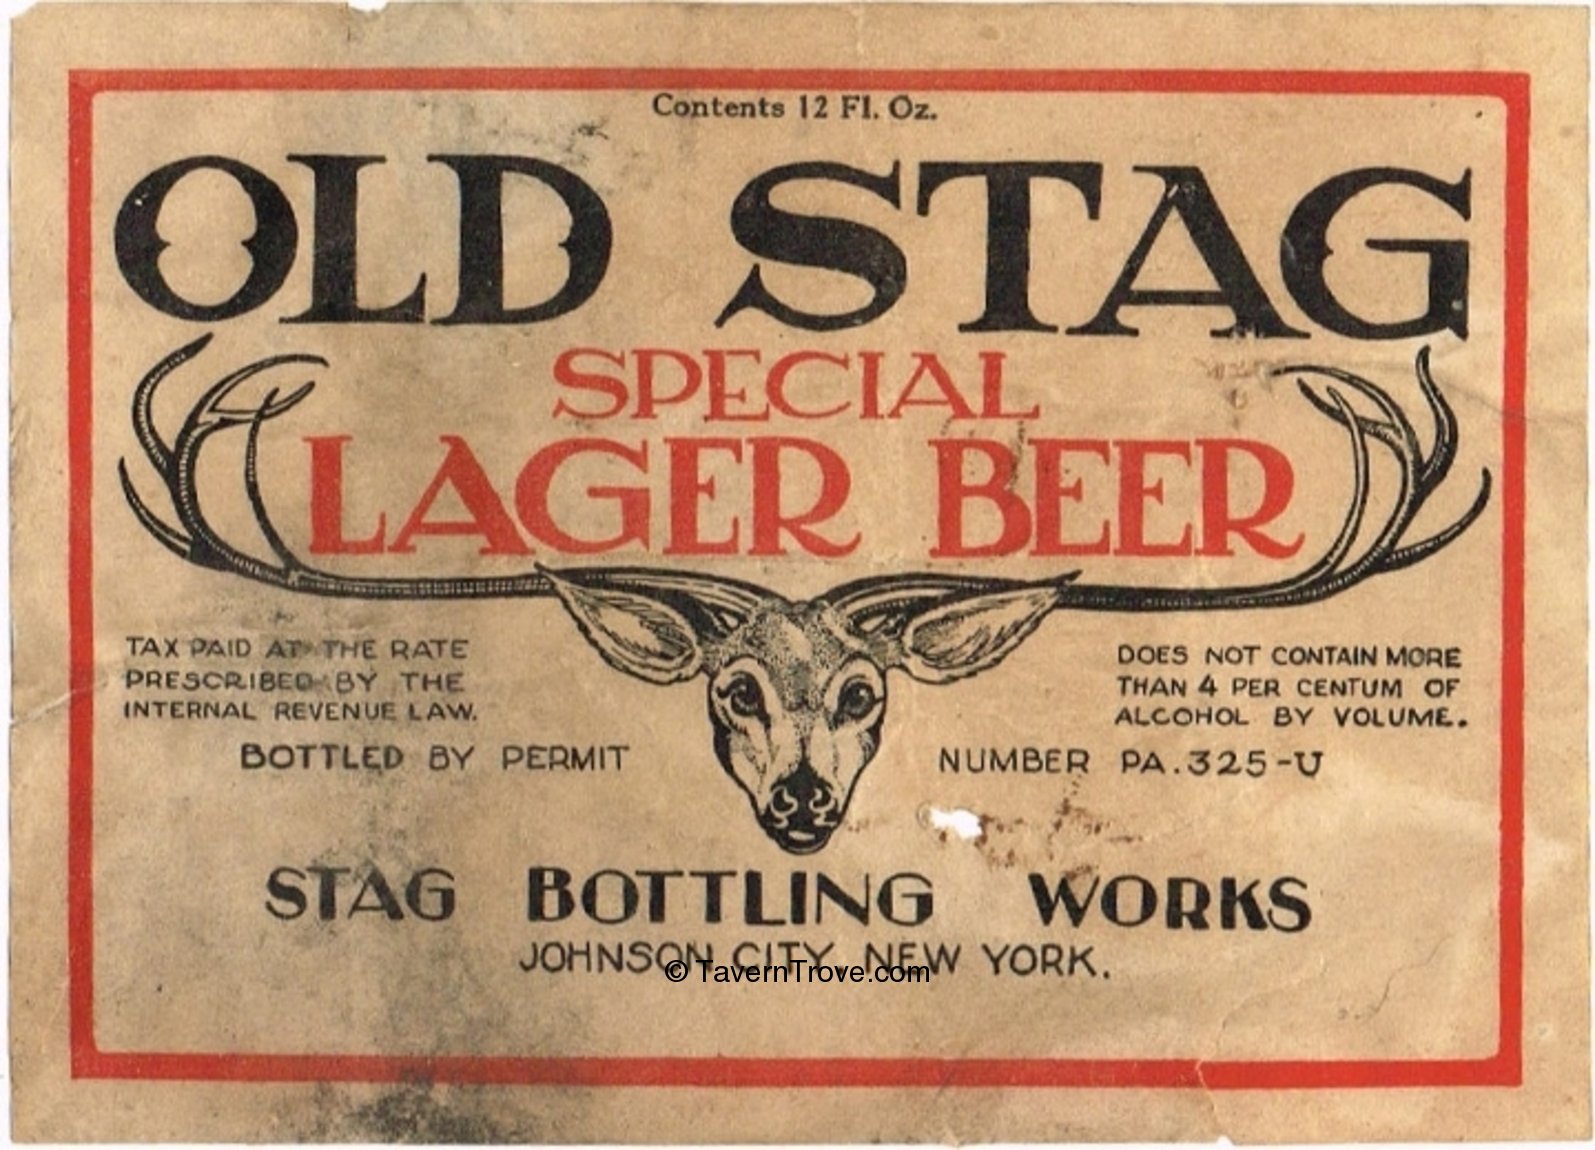 Contents 12 Fl. Oz.
OLD STAG
SPECIAL
LAGER BEER
TAX PAID AT THE RATE
PRESCRIBED BY THE
INTERNAL REVENUE LAW.
DOES NOT CONTAIN MORE
THAN 4 PER CENTUM OF
ALCOHOL BY VOLUME.
BOTTLED BY PERMIT NUMBER PA.325-U
STAG BOTTLING WORKS
JOHNSON CITY, NEW YORK.
© TavernTrove.com